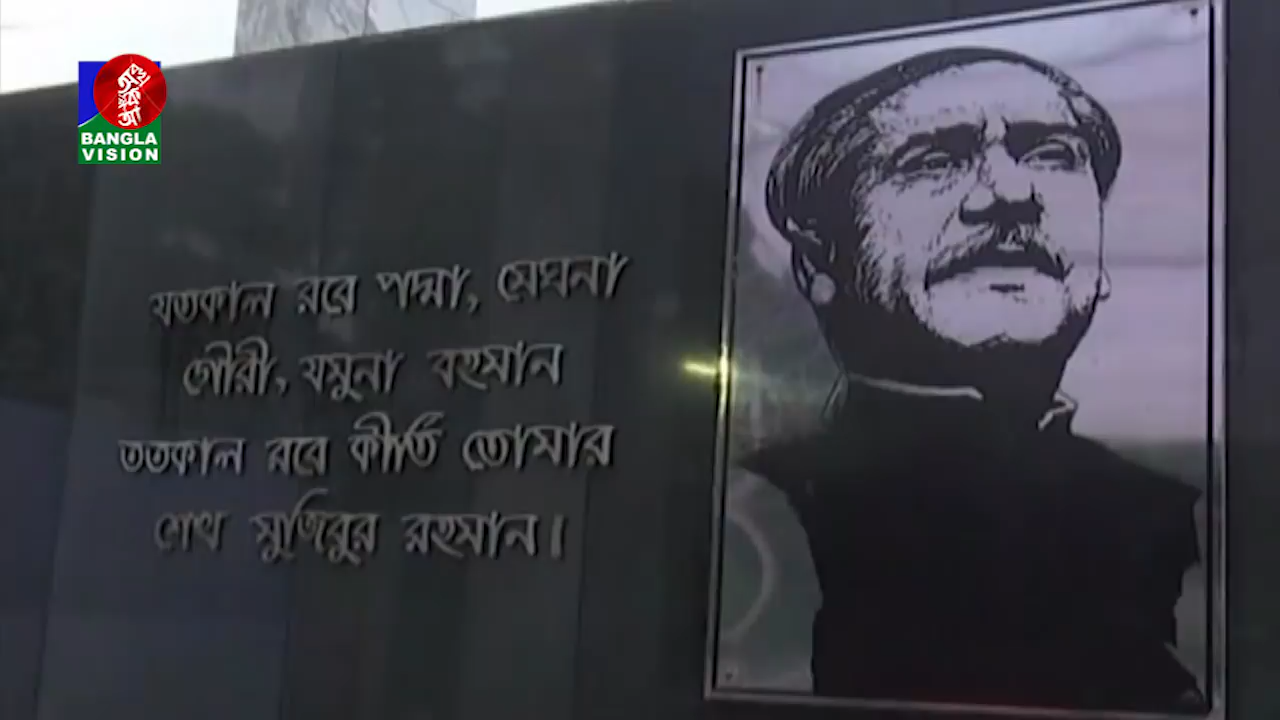 BANGLA
VISION
যতকাল রবে পদ্মা, মেঘনা
গৌরী, যমুনা বহমান
ততকাল রবে কীর্তি তোমার
শেখ মুজিবুর রহমান।